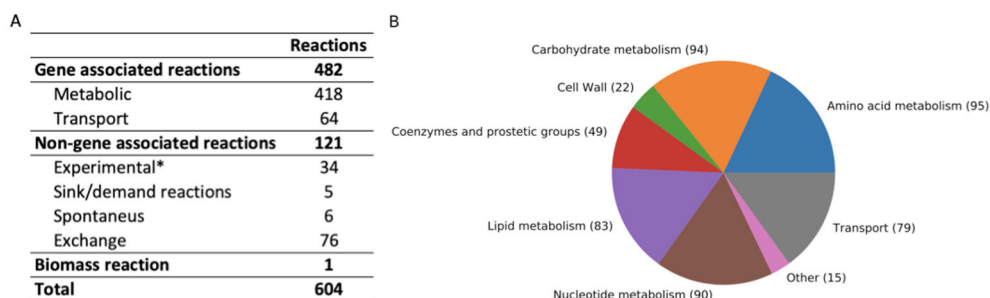 A
Reactions
Gene associated reactions 482
Metabolic 418
Transport 64
Non-gene associated reactions 121
Experimental* 34
Sink/demand reactions 5
Spontaneus 6
Exchange 76
Biomass reaction 1
Total 604
B
Carbohydrate metabolism (94)
Cell Wall (22)
Amino acid metabolism (95)
Coenzymes and prostetic groups (49)
Lipid metabolism (83)
Transport (79)
Other (15)
Nucleotide metabolism (90)